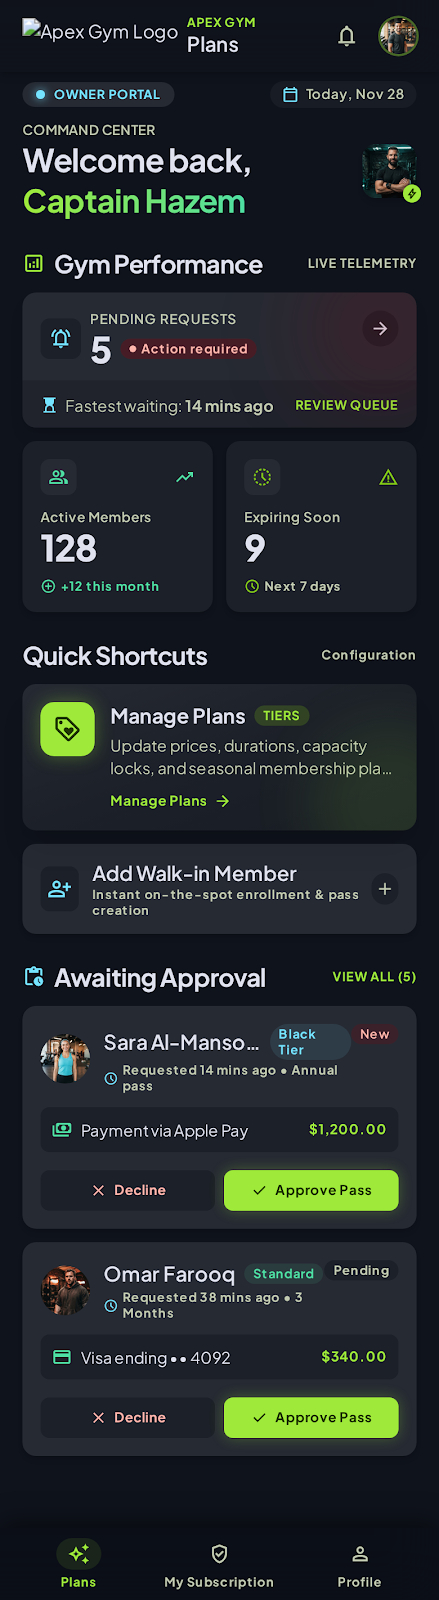 Apex Gym Logo
APEX GYM
Plans
OWNER PORTAL
Today, Nov 28
COMMAND CENTER
Welcome back,
Captain Hazem
Gym Performance
LIVE TELEMETRY
PENDING REQUESTS
5
Action required
Fastest waiting: 14 mins ago
REVIEW QUEUE
Active Members
128
+12 this month
Expiring Soon
9
Next 7 days
Quick Shortcuts
Configuration
Manage Plans
TIERS
Update prices, durations, capacity
locks, and seasonal membership pla...
Manage Plans
Add Walk-in Member
Instant on-the-spot enrollment & pass
creation
Awaiting Approval
VIEW ALL (5)
Sara Al-Manso...
Black
Tier
New
Requested 14 mins ago • Annual
pass
Payment via Apple Pay
$1,200.00
Decline
Approve Pass
Omar Farooq
Standard
Pending
Requested 38 mins ago • 3
Months
Visa ending •• 4092
$340.00
Decline
Approve Pass
Plans
My Subscription
Profile